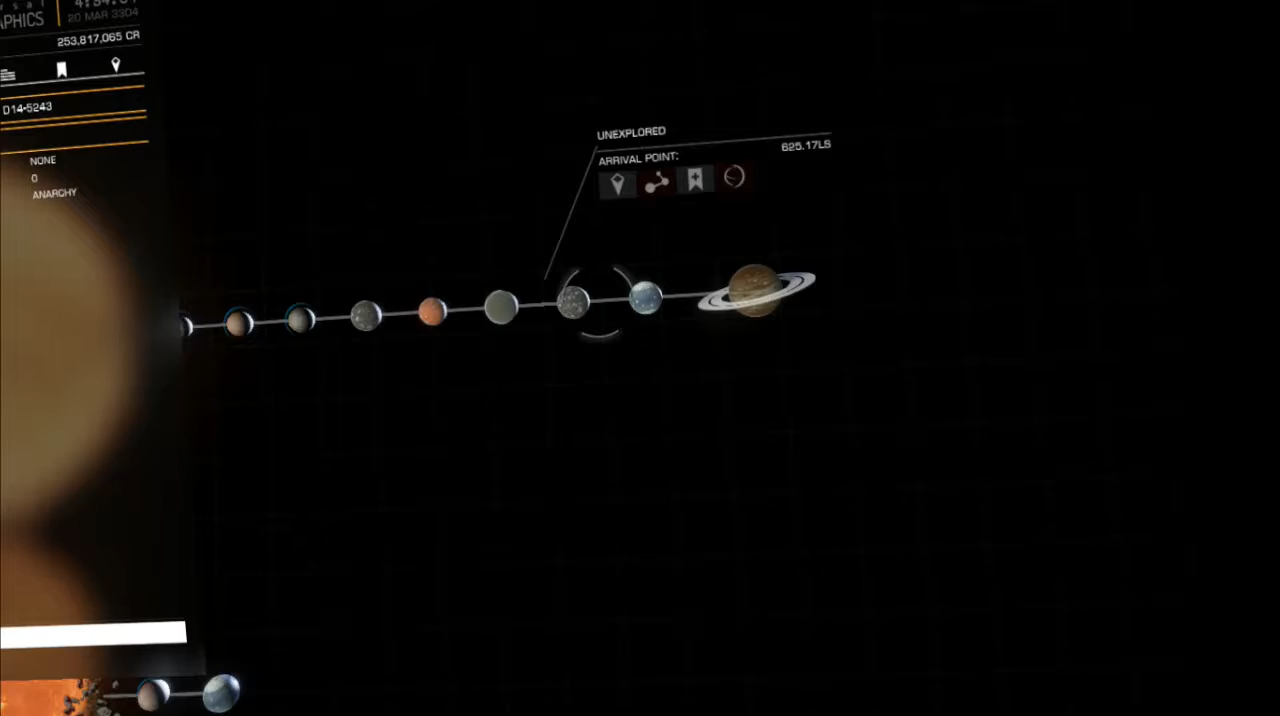 APHICS
20 MAR 3304
253,817,065 CR
D14-5243
NONE
0
ANARCHY
UNEXPLORED
ARRIVAL POINT: 625.17LS